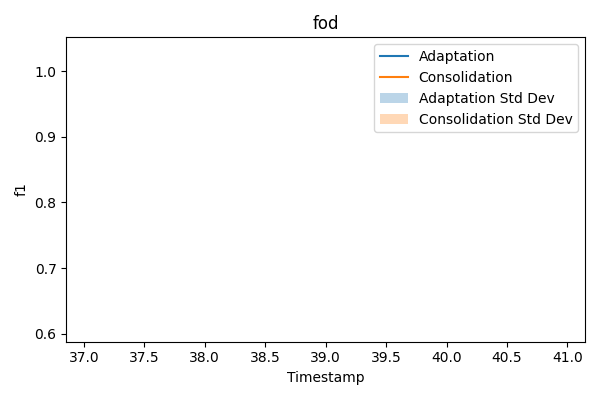 fod
Adaptation
Consolidation
Adaptation Std Dev
Consolidation Std Dev
f1
1.0
0.9
0.8
0.7
0.6
37.0 37.5 38.0 38.5 39.0 39.5 40.0 40.5 41.0
Timestamp